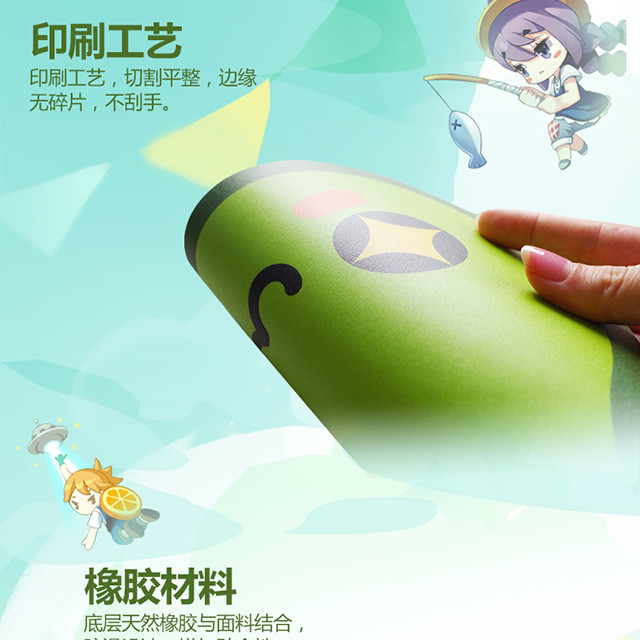 印刷工艺
印刷工艺，切割平整，边缘
无碎片，不刮手。
橡胶材料
底层天然橡胶与面料结合，